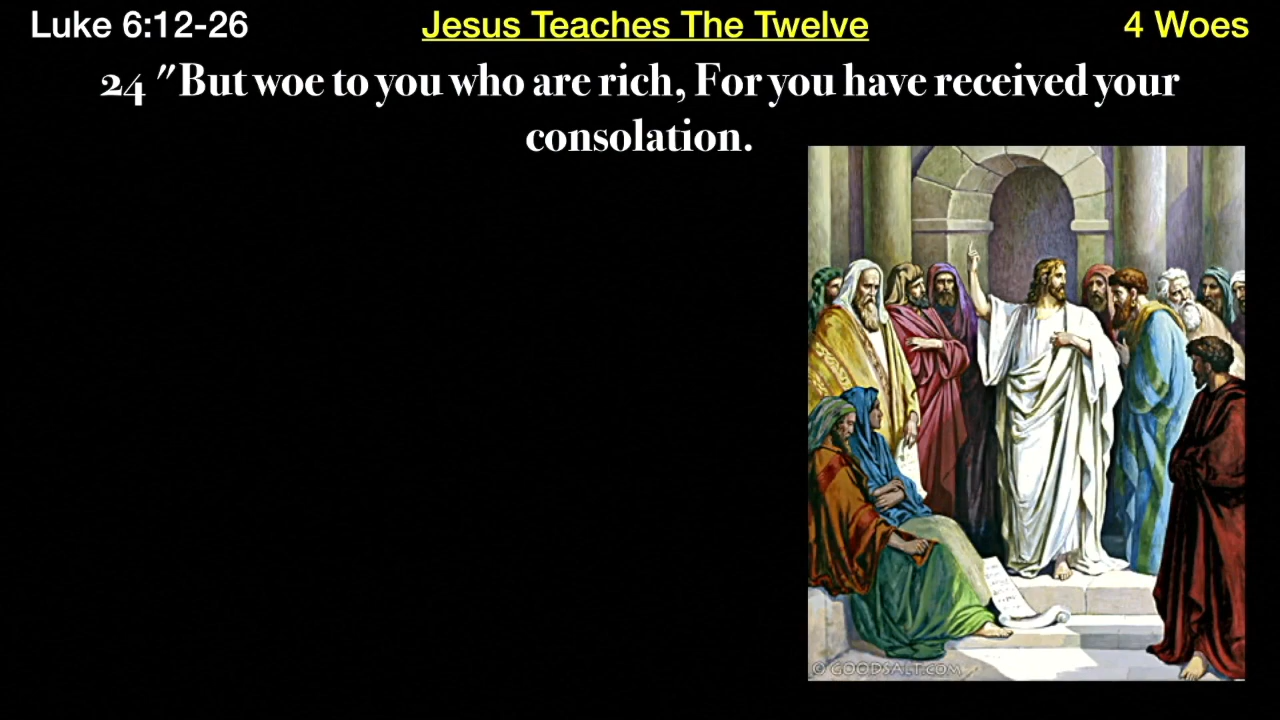 Luke 6:12-26 Jesus Teaches The Twelve 4 Woes
24 "But woe to you who are rich, For you have received your
consolation.
© GOODSALT.COM